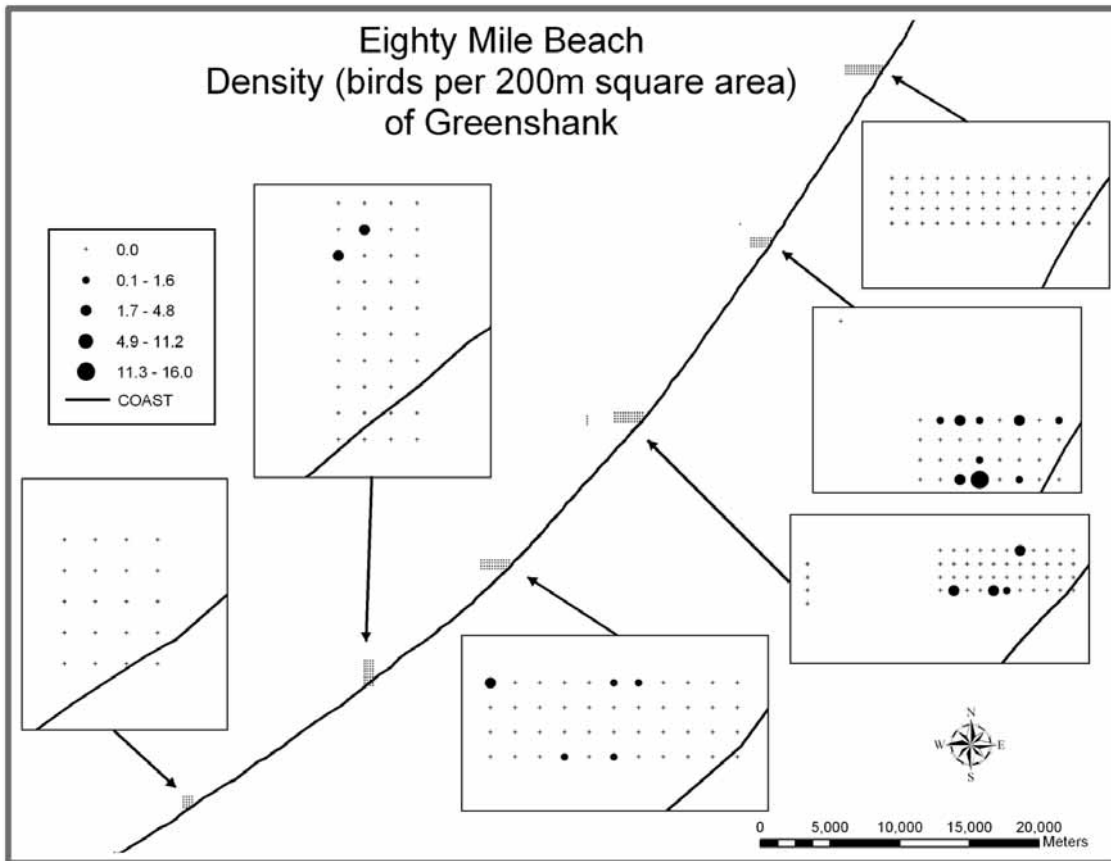 Eighty Mile Beach
Density (birds per 200m square area)
of Greenshank
0.0
0.1 - 1.6
1.7 - 4.8
4.9 - 11.2
11.3 - 16.0
COAST
N
W E
S
0 5,000 10,000 15,000 20,000
Meters